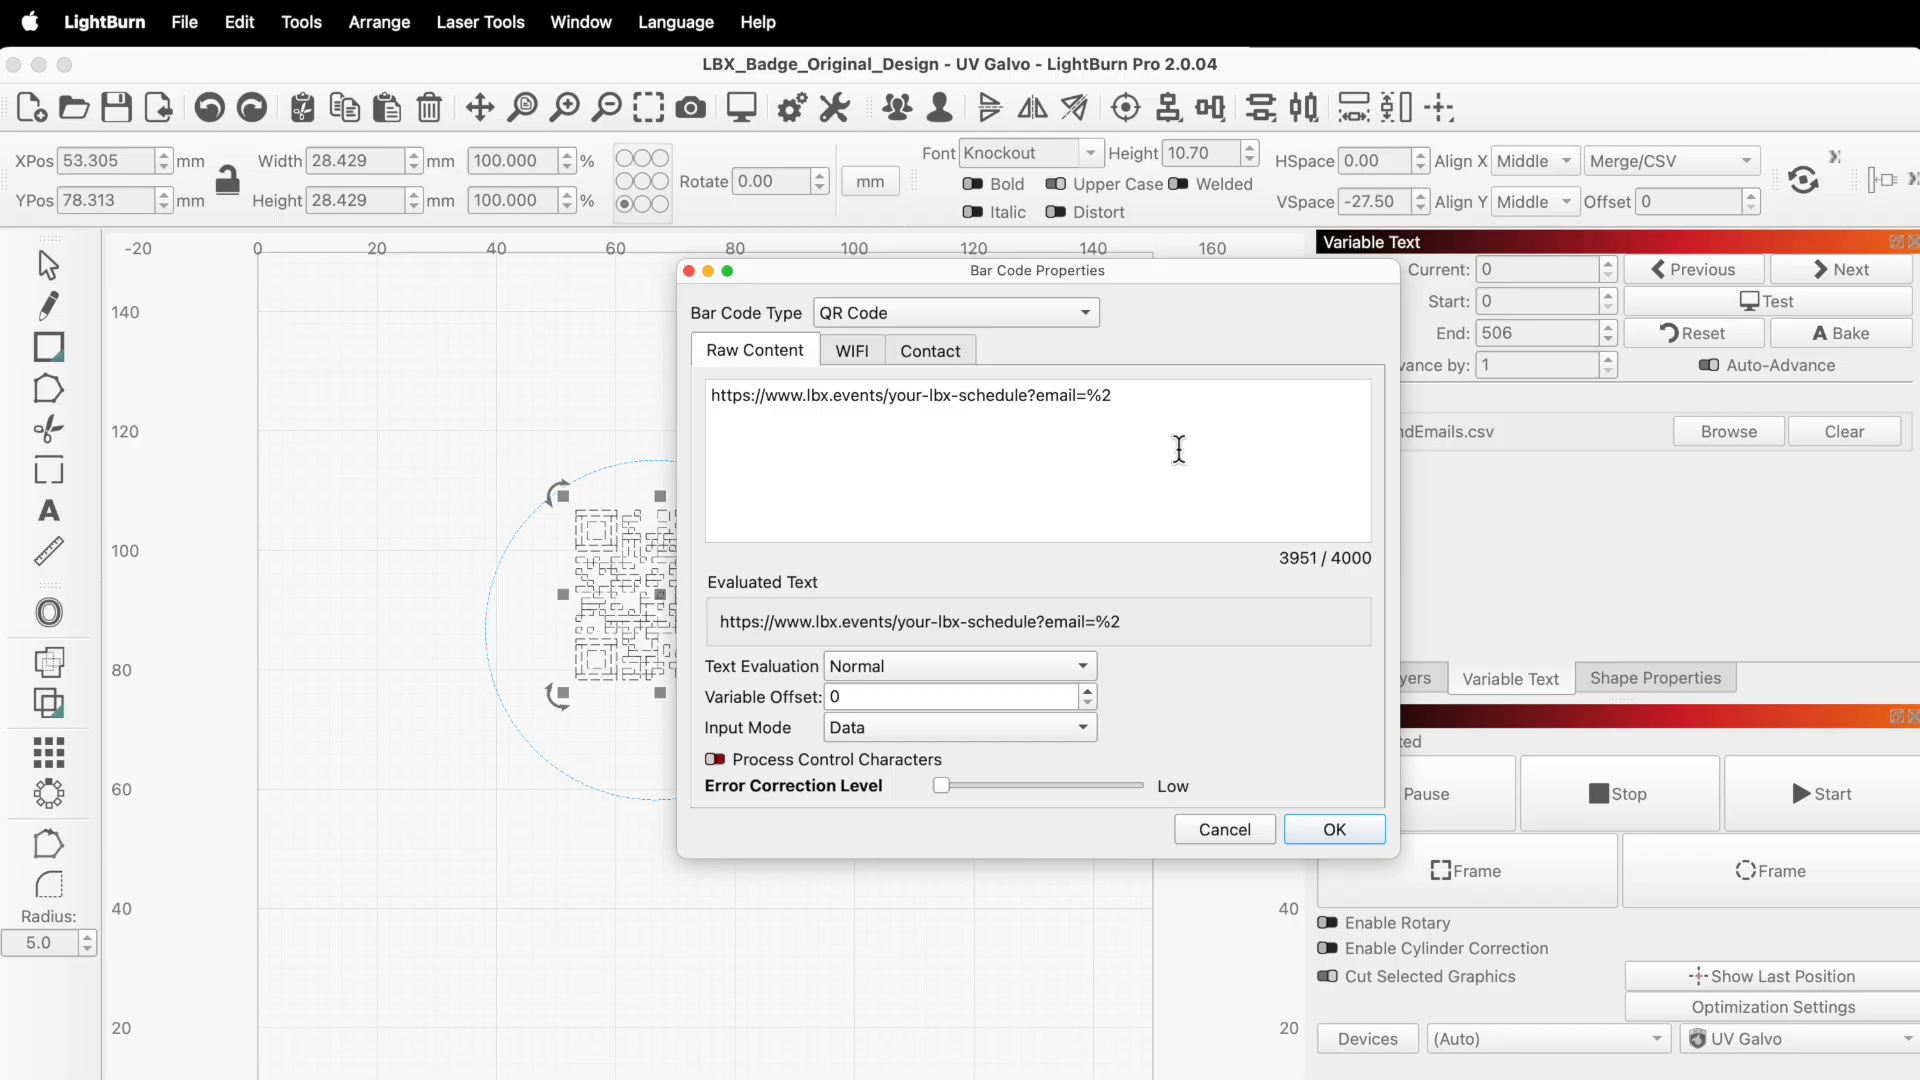 LightBurn File Edit Tools Arrange Laser Tools Window Language Help
LBX_Badge_Original_Design - UV Galvo - LightBurn Pro 2.0.04
XPos 53.305 mm Width 28.429 mm 100.000 %
YPos 78.313 mm Height 28.429 mm 100.000 %
Rotate 0.00 mm
Font Knockout Height 10.70
Bold Upper Case Welded
Italic Distort
HSpace 0.00 Align X Middle Merge/CSV
VSpace -27.50 Align Y Middle Offset 0
-20 0 20 40 60 80 100 120 140 160
140
120
100
80
60
40
20
Radius:
5.0
Bar Code Properties
Bar Code Type QR Code
Raw Content WIFI Contact
https://www.lbx.events/your-lbx-schedule?email=%2
3951 / 4000
Evaluated Text
https://www.lbx.events/your-lbx-schedule?email=%2
Text Evaluation Normal
Variable Offset: 0
Input Mode Data
Process Control Characters
Error Correction Level Low
Cancel OK
40
20
Variable Text
Current: 0 Previous Next
Start: 0 Test
End: 506 Reset A Bake
vance by: 1 Auto-Advance
ndEmails.csv Browse Clear
yers Variable Text Shape Properties
ted
Pause Stop Start
Frame Frame
Enable Rotary
Enable Cylinder Correction
Cut Selected Graphics Show Last Position
Optimization Settings
Devices (Auto) UV Galvo